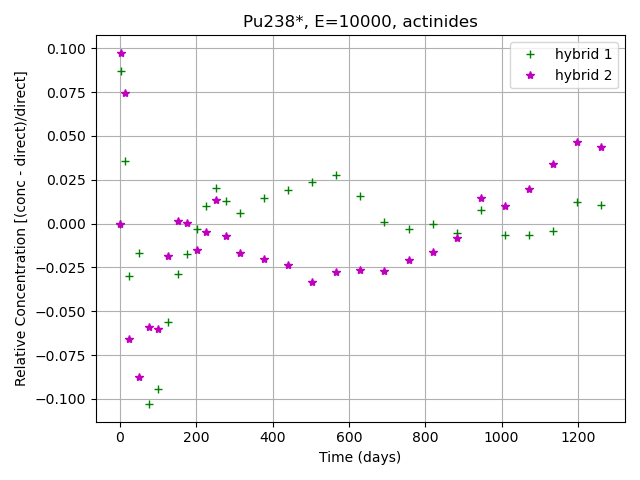 Pu238*, E=10000, actinides
hybrid 1
hybrid 2
0.100
0.075
0.050
0.025
0.000
−0.025
−0.050
−0.075
−0.100
Relative Concentration [(conc - direct)/direct]
0 200 400 600 800 1000 1200
Time (days)